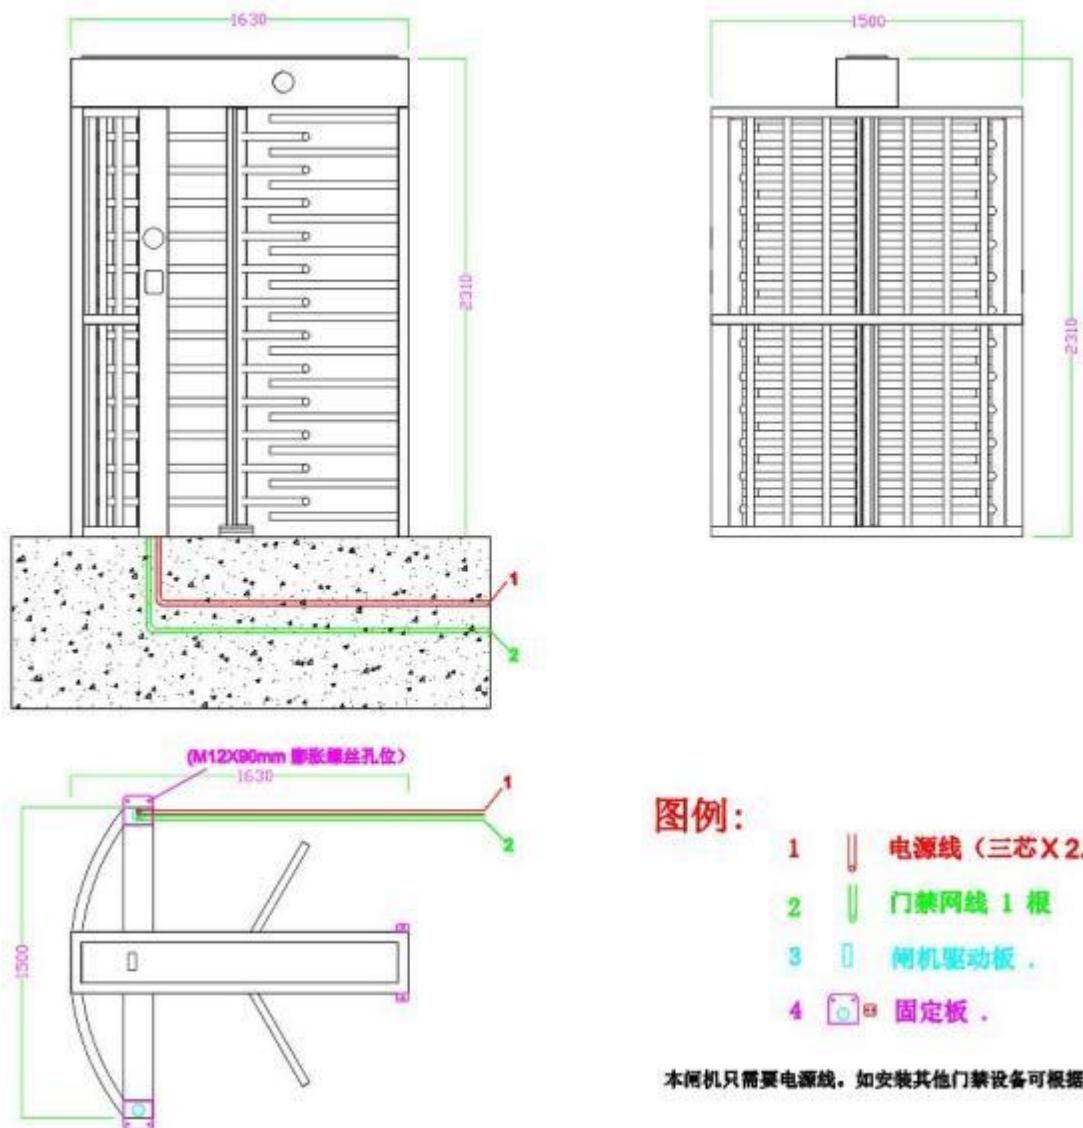 1630
1500
2310
2310
1
2
(M12X90mm 膨胀螺丝孔位)
1630
1
2
1500
图例:
1 电源线（三芯X2.
2 门禁网线 1 根
3 闸机驱动板 .
4 固定板 .
本闸机只需要电源线。如安装其他门禁设备可根据